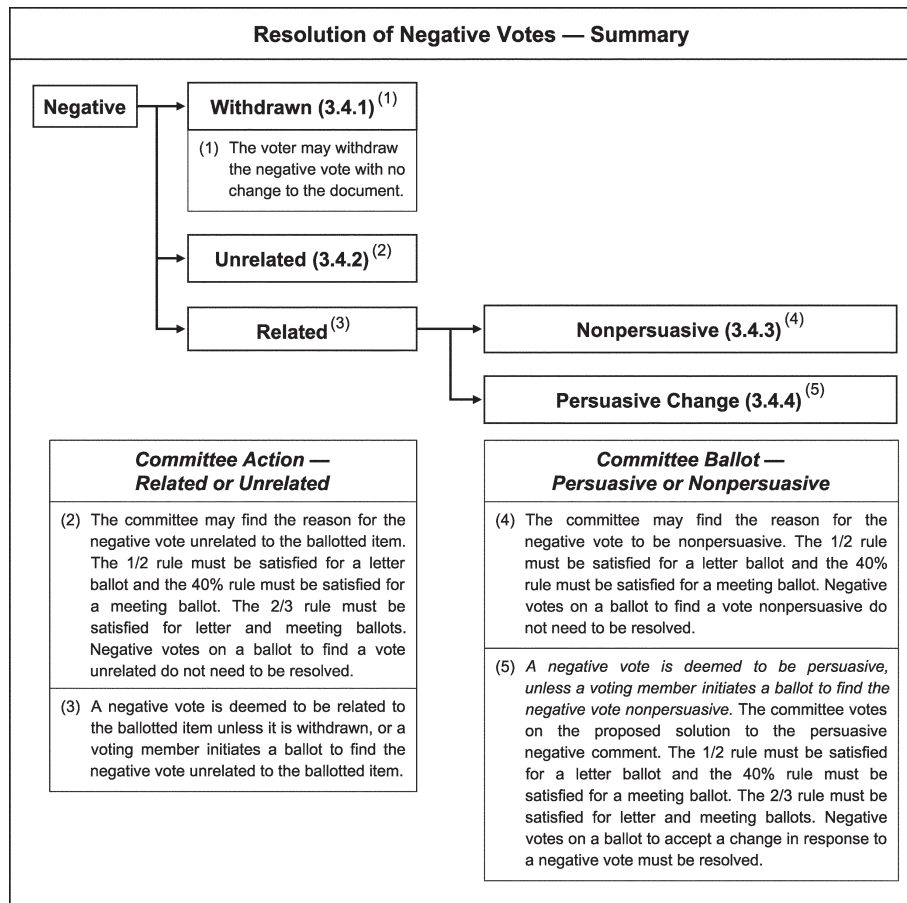 Resolution of Negative Votes — Summary
Negative
Withdrawn (3.4.1) (1)
(1) The voter may withdraw
the negative vote with no
change to the document.
Unrelated (3.4.2) (2)
Related (3)
Nonpersuasive (3.4.3) (4)
Persuasive Change (3.4.4) (5)
Committee Action —
Related or Unrelated
(2) The committee may find the reason for the
negative vote unrelated to the ballotted item.
The 1/2 rule must be satisfied for a letter
ballot and the 40% rule must be satisfied for
a meeting ballot. The 2/3 rule must be
satisfied for letter and meeting ballots.
Negative votes on a ballot to find a vote
unrelated do not need to be resolved.
(3) A negative vote is deemed to be related to
the ballotted item unless it is withdrawn, or a
voting member initiates a ballot to find the
negative vote unrelated to the ballotted item.
Committee Ballot —
Persuasive or Nonpersuasive
(4) The committee may find the reason for the
negative vote to be nonpersuasive. The 1/2 rule
must be satisfied for a letter ballot and the 40%
rule must be satisfied for a meeting ballot. Negative
votes on a ballot to find a vote nonpersuasive do
not need to be resolved.
(5) A negative vote is deemed to be persuasive,
unless a voting member initiates a ballot to find the
negative vote nonpersuasive. The committee votes
on the proposed solution to the persuasive
negative comment. The 1/2 rule must be satisfied
for a letter ballot and the 40% rule must be
satisfied for a meeting ballot. The 2/3 rule must be
satisfied for letter and meeting ballots. Negative
votes on a ballot to accept a change in response to
a negative vote must be resolved.